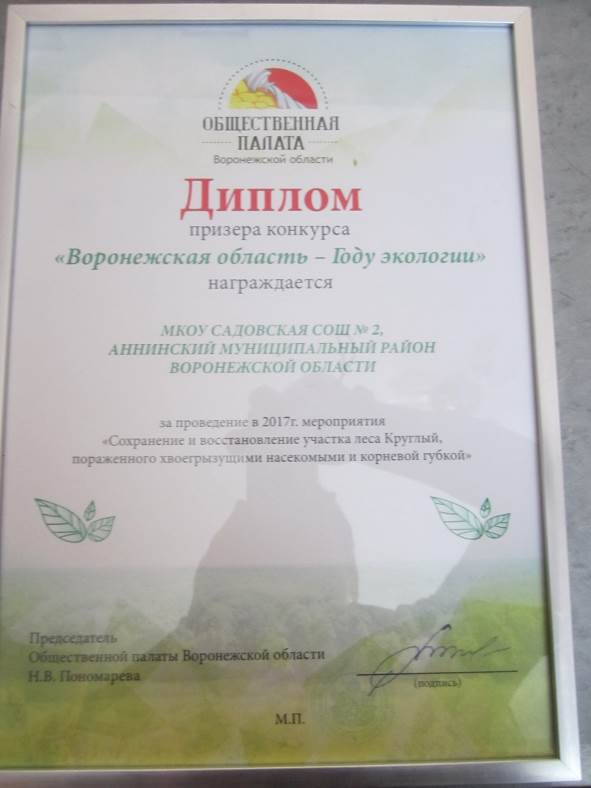 ОБЩЕСТВЕННАЯ
ПАЛАТА
Воронежской области
Диплом
призера конкурса
«Воронежская область – Году экологии»
награждается
МКОУ САДОВСКАЯ СОШ № 2,
АННИНСКИЙ МУНИЦИПАЛЬНЫЙ РАЙОН
ВОРОНЕЖСКОЙ ОБЛАСТИ
за проведение в 2017г. мероприятия
«Сохранение и восстановление участка леса Круглый,
пораженного хвоегрызущими насекомыми и корневой губкой»
Председатель
Общественной палаты Воронежской области
Н.В. Пономарева
(подпись)
М.П.